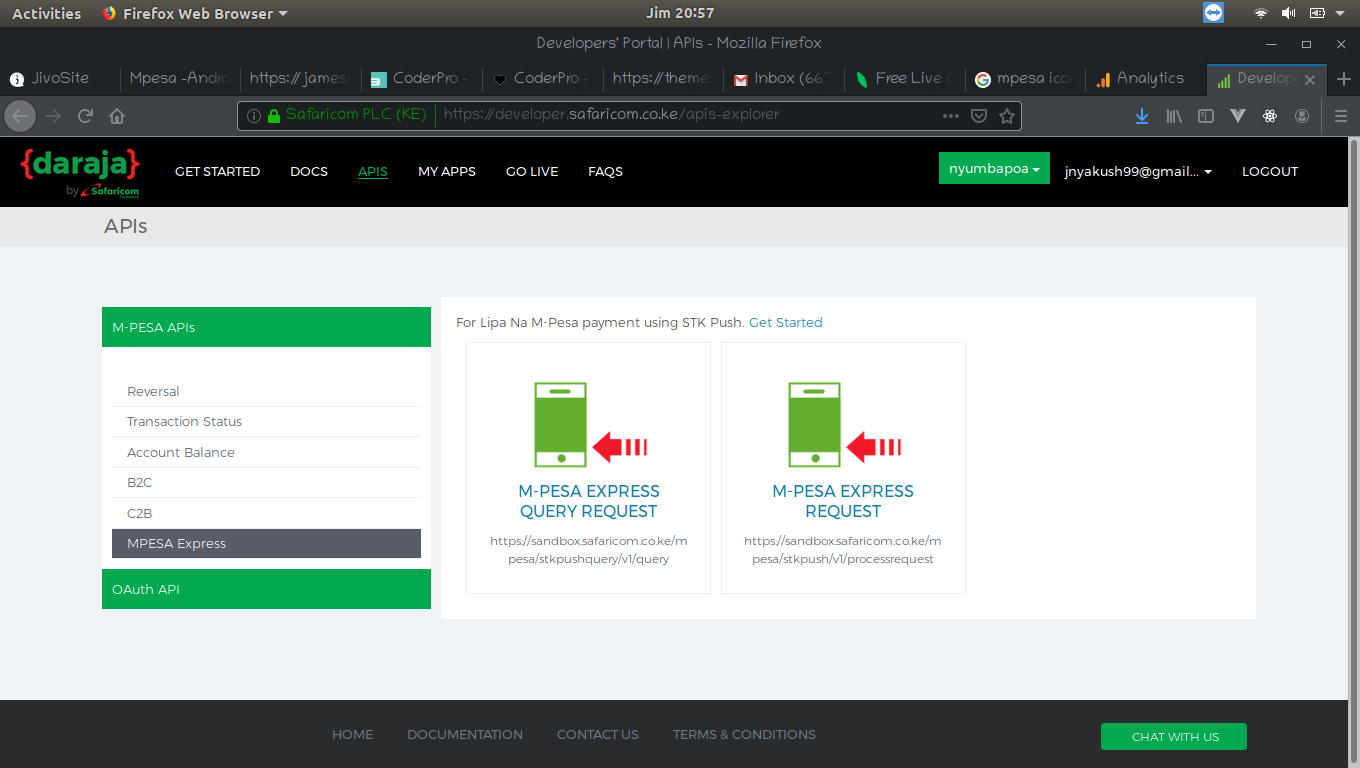 Activities Firefox Web Browser Jim 20:57
Developers' Portal | APIs - Mozilla Firefox
JivoSite Mpesa -Andro https://james CoderPro - CoderPro - https://theme Inbox (667 Free Live C mpesa icon Analytics Develope
Safaricom PLC (KE) https://developer.safaricom.co.ke/apis-explorer
{daraja}
by Safaricom
GET STARTED DOCS APIS MY APPS GO LIVE FAQS nyumbapoa jnyakush99@gmail... LOGOUT
APIs
M-PESA APIs
Reversal
Transaction Status
Account Balance
B2C
C2B
MPESA Express
OAuth API
For Lipa Na M-Pesa payment using STK Push. Get Started
M-PESA EXPRESS
QUERY REQUEST
https://sandbox.safaricom.co.ke/m
pesa/stkpushquery/v1/query
M-PESA EXPRESS
REQUEST
https://sandbox.safaricom.co.ke/m
pesa/stkpush/v1/processrequest
HOME DOCUMENTATION CONTACT US TERMS & CONDITIONS CHAT WITH US